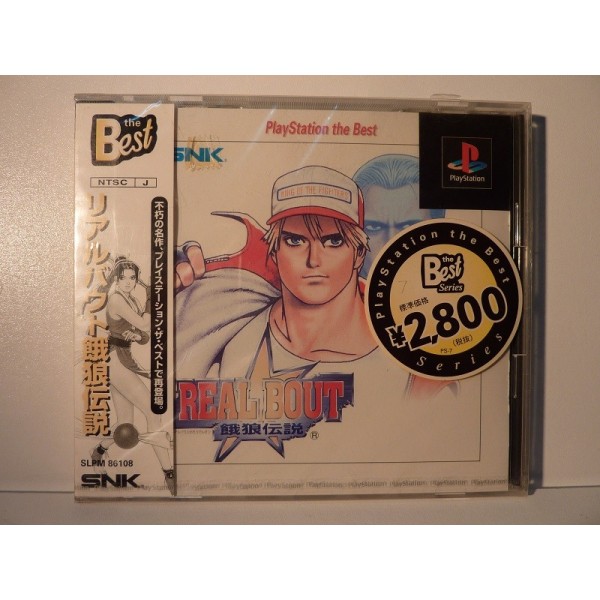 the
Best
NTSC J
リアルバウト餓狼伝説
不朽の名作、プレイステーション・ザ・ベストで再登場。
SLPM 86108
SNK
PlayStation the Best
SNK
KING OF THE FIGHTERS
REAL BOUT
餓狼伝説
®
PlayStation
PlayStation the Best
the
Best
Series
標準価格
¥2,800
(税抜)
Series